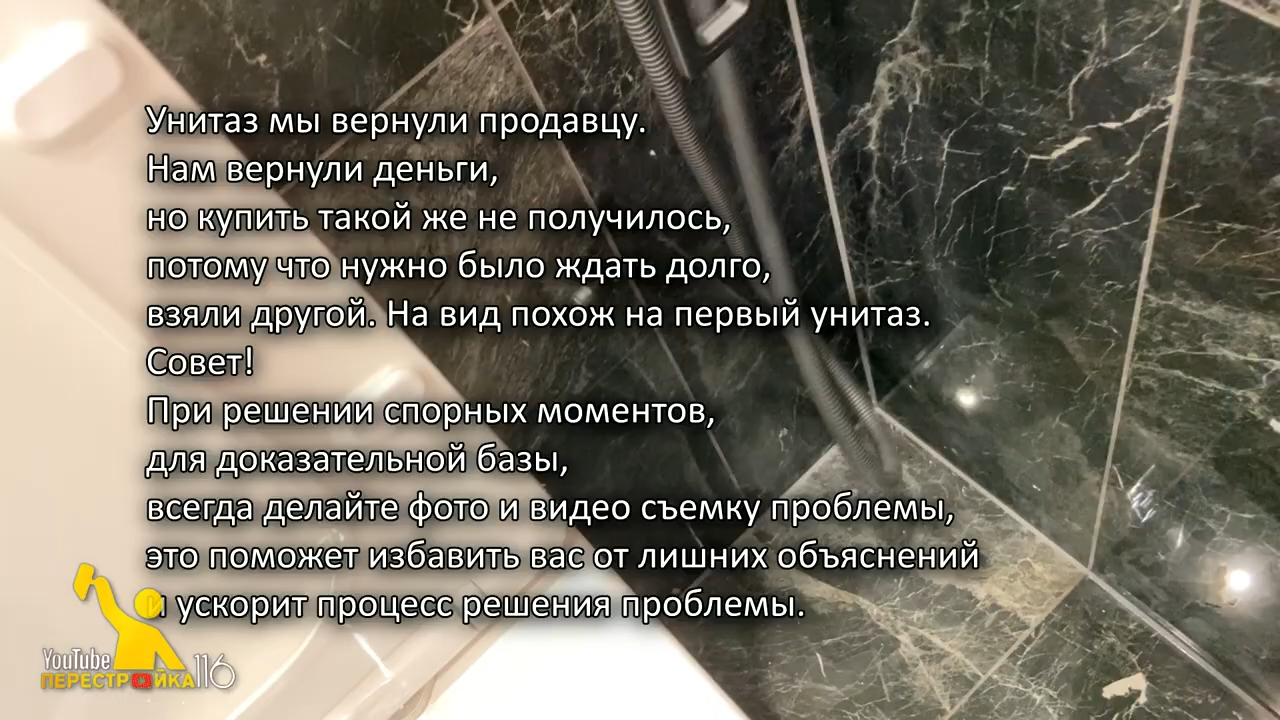 Унитаз мы вернули продавцу.
Нам вернули деньги,
но купить такой же не получилось,
потому что нужно было ждать долго,
взяли другой. На вид похож на первый унитаз.
Совет!
При решении спорных моментов,
для доказательной базы,
всегда делайте фото и видео съемку проблемы,
это поможет избавить вас от лишних объяснений
и ускорит процесс решения проблемы.
YouTube
ПЕРЕСТРОЙКА116